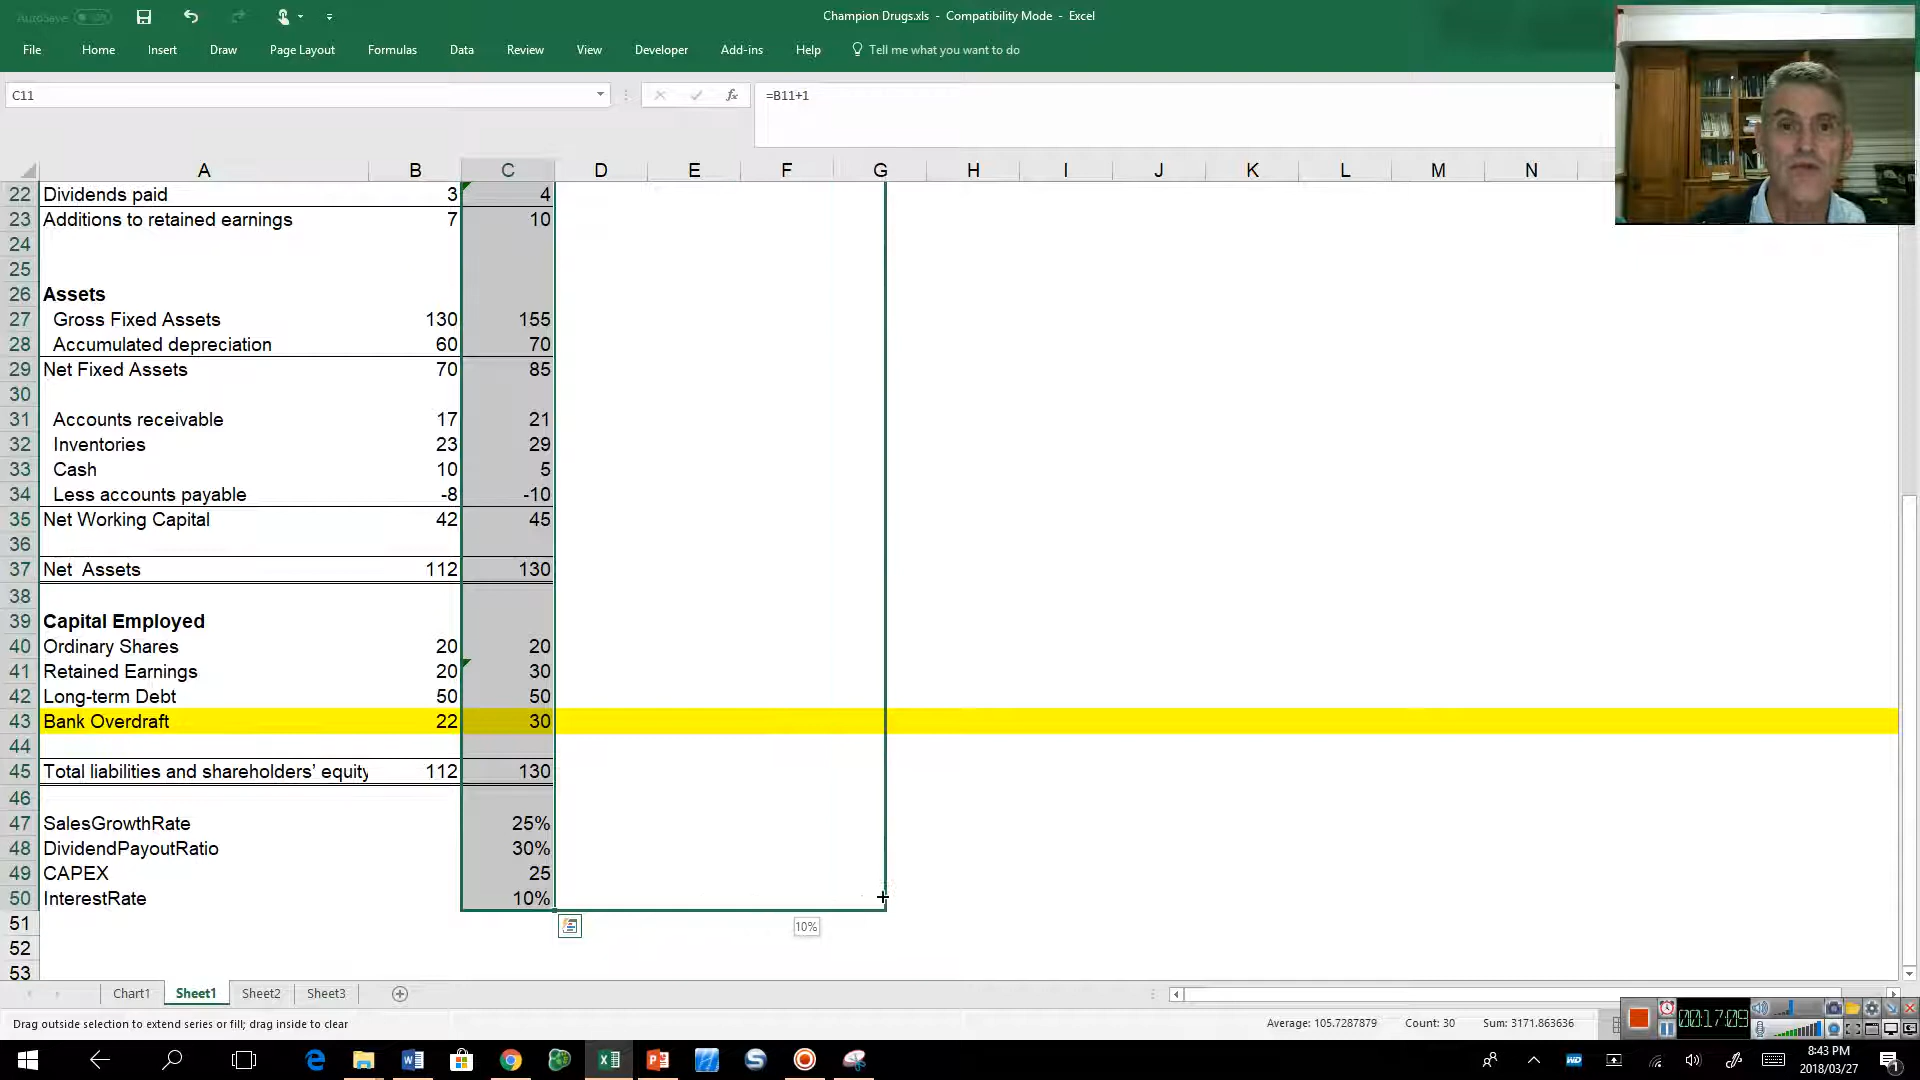 AutoSave
Champion Drugs.xls - Compatibility Mode - Excel
File Home Insert Draw Page Layout Formulas Data Review View Developer Add-ins Help Tell me what you want to do
C11 fx =B11+1
A B C D E F G H I J K L M N
22 Dividends paid 3 4
23 Additions to retained earnings 7 10
24
25
26 Assets
27 Gross Fixed Assets 130 155
28 Accumulated depreciation 60 70
29 Net Fixed Assets 70 85
30
31 Accounts receivable 17 21
32 Inventories 23 29
33 Cash 10 5
34 Less accounts payable -8 -10
35 Net Working Capital 42 45
36
37 Net Assets 112 130
38
39 Capital Employed
40 Ordinary Shares 20 20
41 Retained Earnings 20 30
42 Long-term Debt 50 50
43 Bank Overdraft 22 30
44
45 Total liabilities and shareholders’ equity 112 130
46
47 SalesGrowthRate 25%
48 DividendPayoutRatio 30%
49 CAPEX 25
50 InterestRate 10%
51
10%
52
53
Chart1 Sheet1 Sheet2 Sheet3
Drag outside selection to extend series or fill; drag inside to clear
Average: 105.7287879 Count: 30 Sum: 3171.863636
00:17:09
8:43 PM
2018/03/27